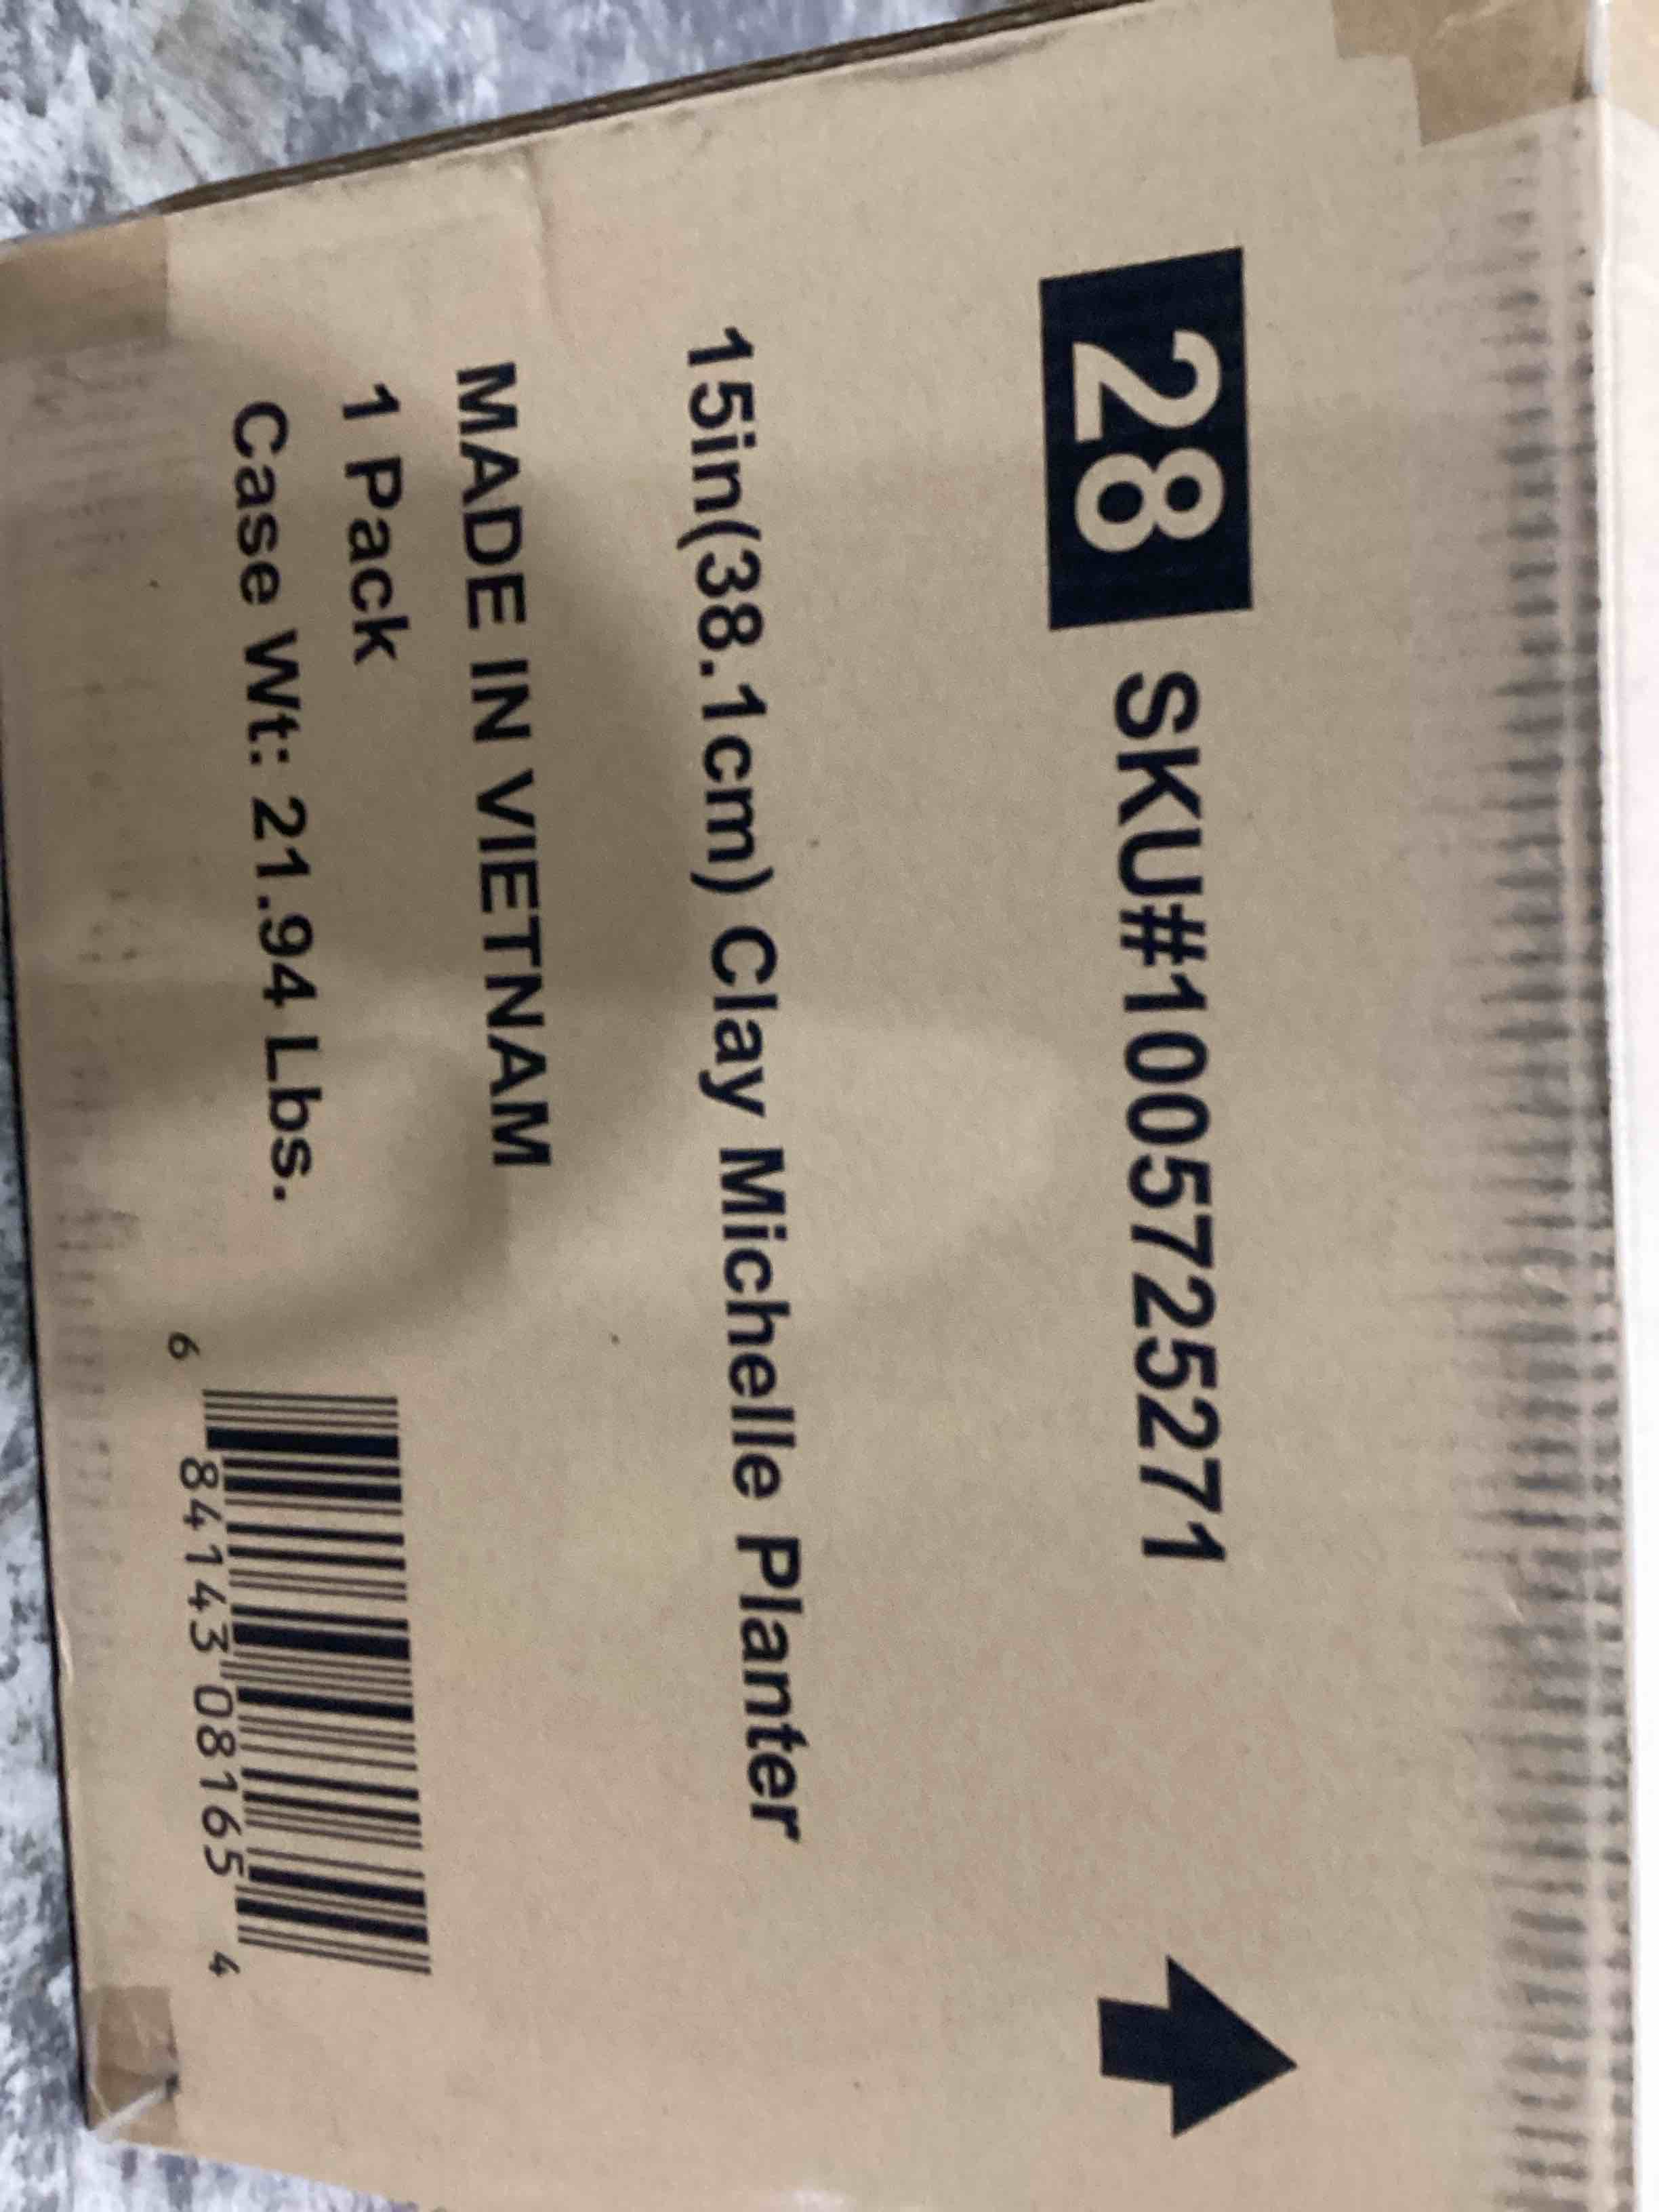 28 SKU#1005725271
15in(38.1cm) Clay Michelle Planter
MADE IN VIETNAM
1 Pack
Case Wt: 21.94 Lbs.
6 84143 08165 4